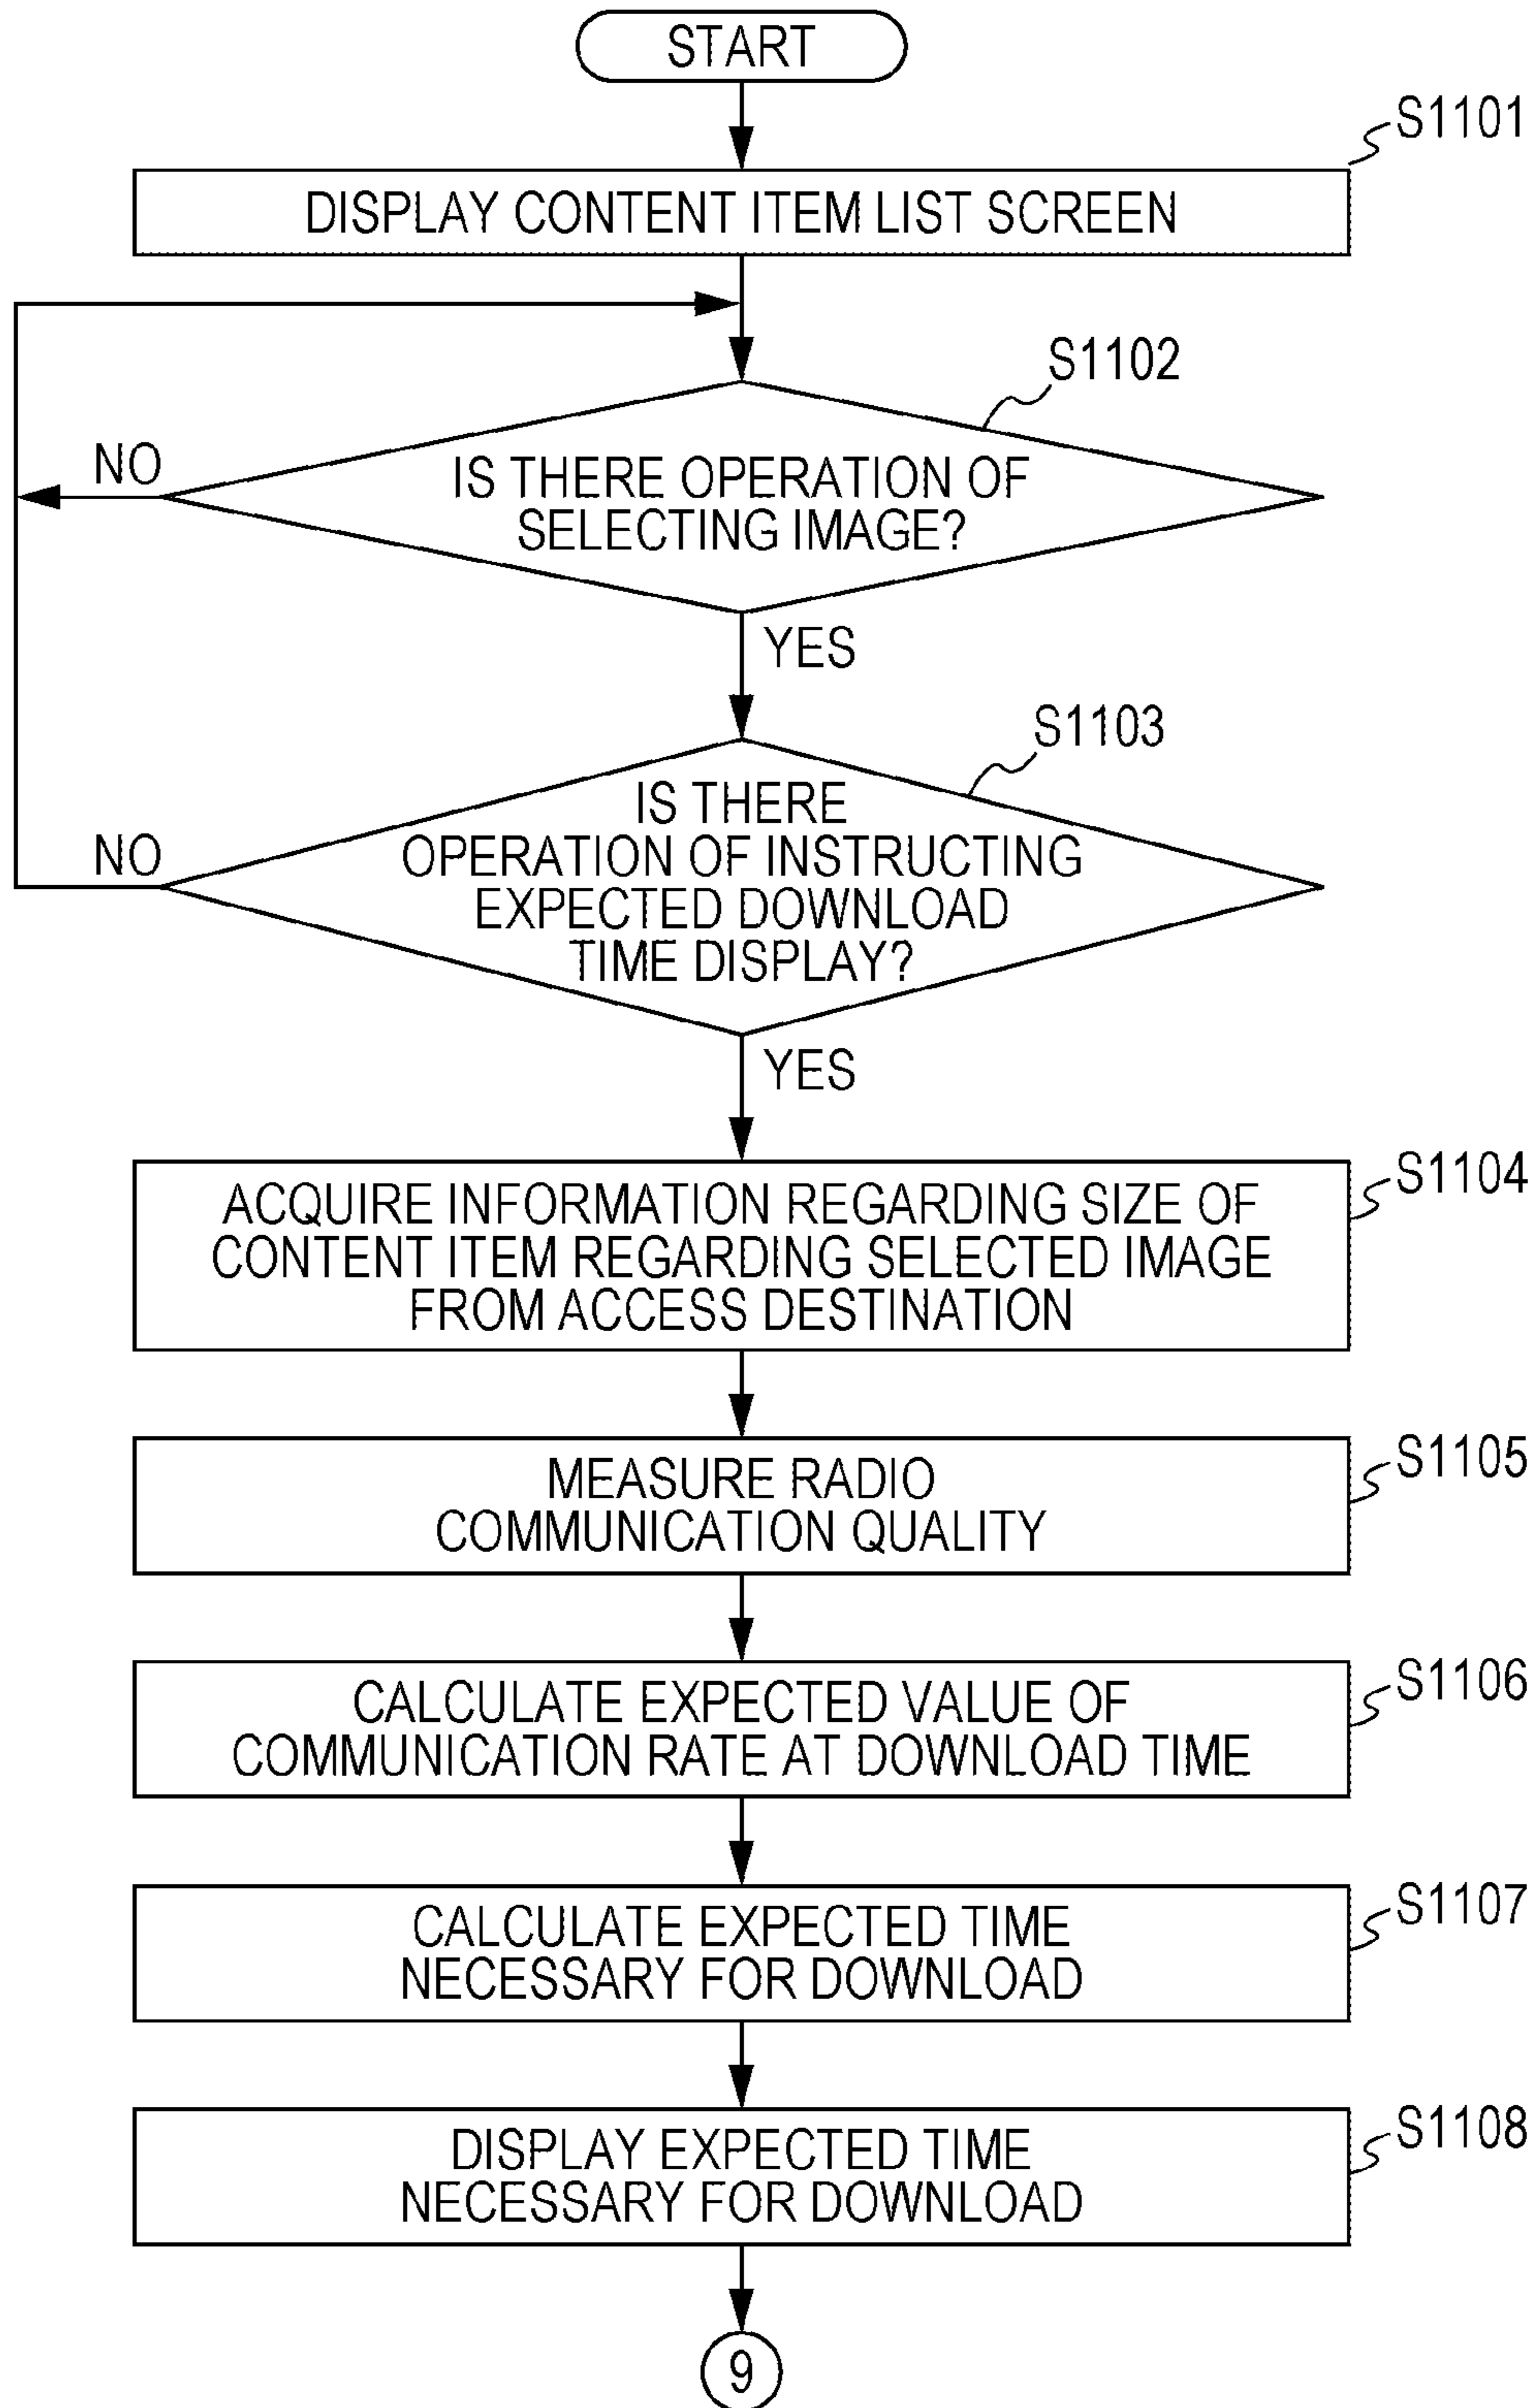 START
S1101
DISPLAY CONTENT ITEM LIST SCREEN
S1102
NO
IS THERE OPERATION OF
SELECTING IMAGE?
YES
S1103
IS THERE
NO
OPERATION OF INSTRUCTING
EXPECTED DOWNLOAD
TIME DISPLAY?
YES
S1104
ACQUIRE INFORMATION REGARDING SIZE OF
CONTENT ITEM REGARDING SELECTED IMAGE
FROM ACCESS DESTINATION
S1105
MEASURE RADIO
COMMUNICATION QUALITY
S1106
CALCULATE EXPECTED VALUE OF
COMMUNICATION RATE AT DOWNLOAD TIME
S1107
CALCULATE EXPECTED TIME
NECESSARY FOR DOWNLOAD
S1108
DISPLAY EXPECTED TIME
NECESSARY FOR DOWNLOAD
9